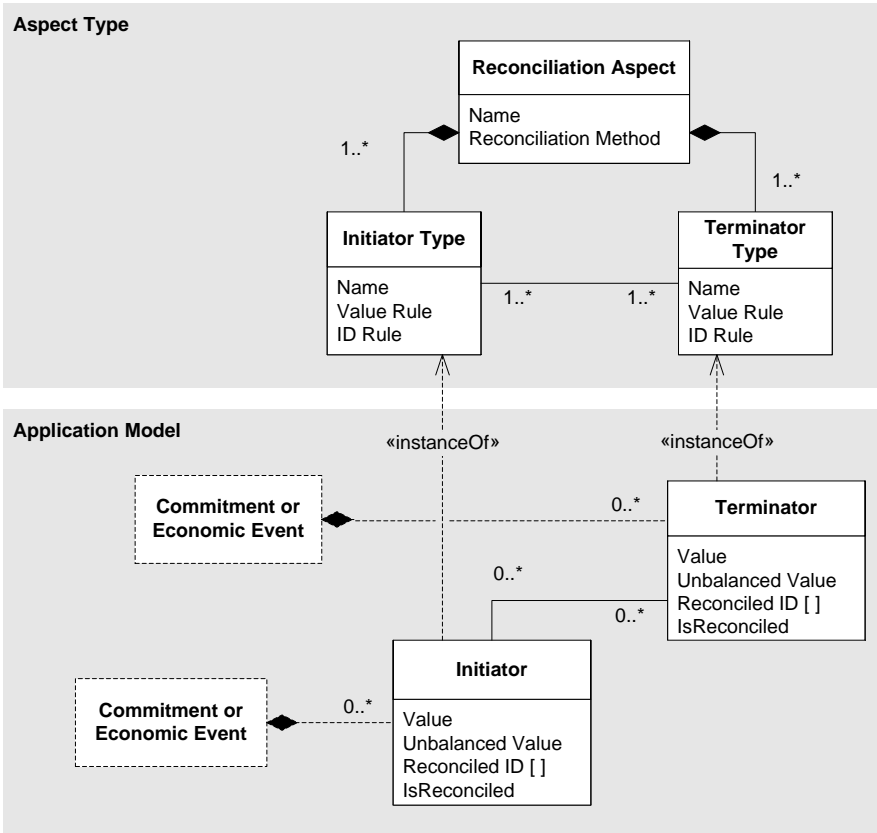 Aspect Type
Reconciliation Aspect
Name
Reconciliation Method
1..*
1..*
Initiator Type
Name
Value Rule
ID Rule
Terminator
Type
Name
Value Rule
ID Rule
1..*
1..*
Application Model
«instanceOf»
«instanceOf»
Commitment or
Economic Event
0..*
Terminator
Value
Unbalanced Value
Reconciled ID [ ]
IsReconciled
0..*
0..*
Commitment or
Economic Event
0..*
Initiator
Value
Unbalanced Value
Reconciled ID [ ]
IsReconciled